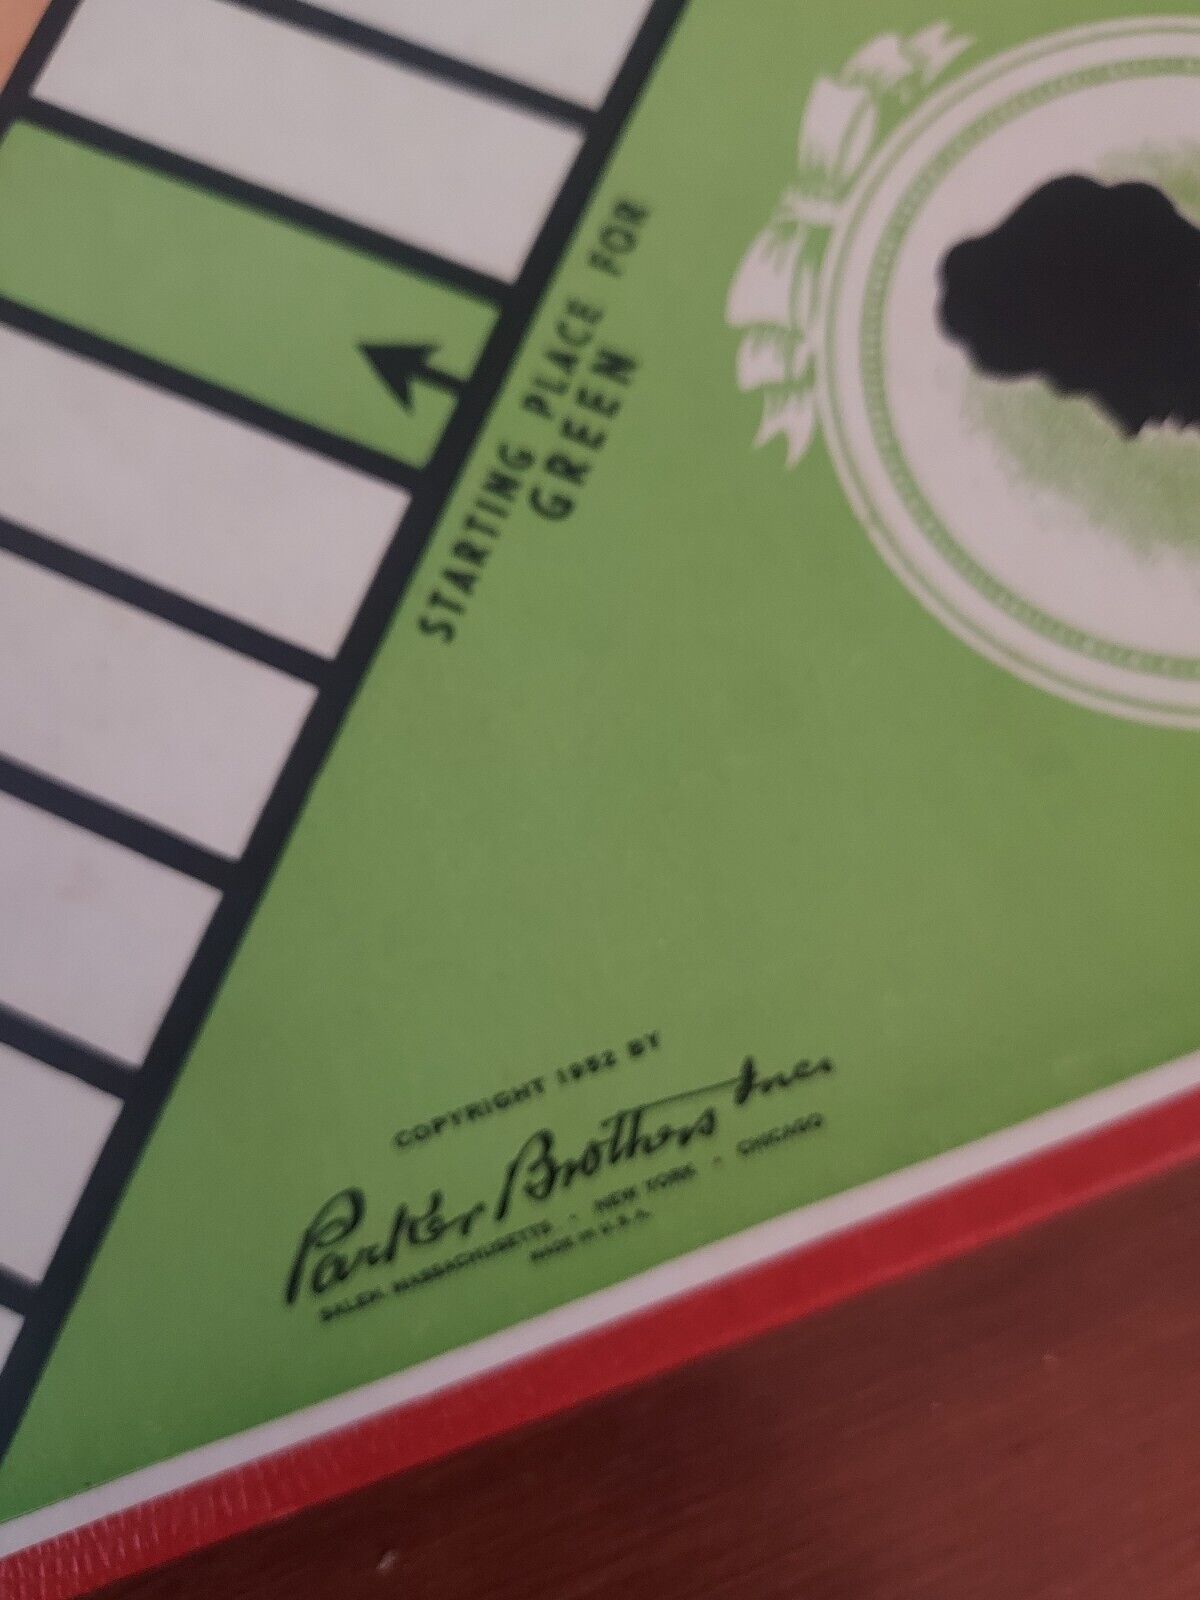 STARTING PLACE FOR
GREEN
COPYRIGHT 1952 BY
Parker Brothers Inc.
SALEM, MASSACHUSETTS · NEW YORK · CHICAGO
MADE IN U.S.A.